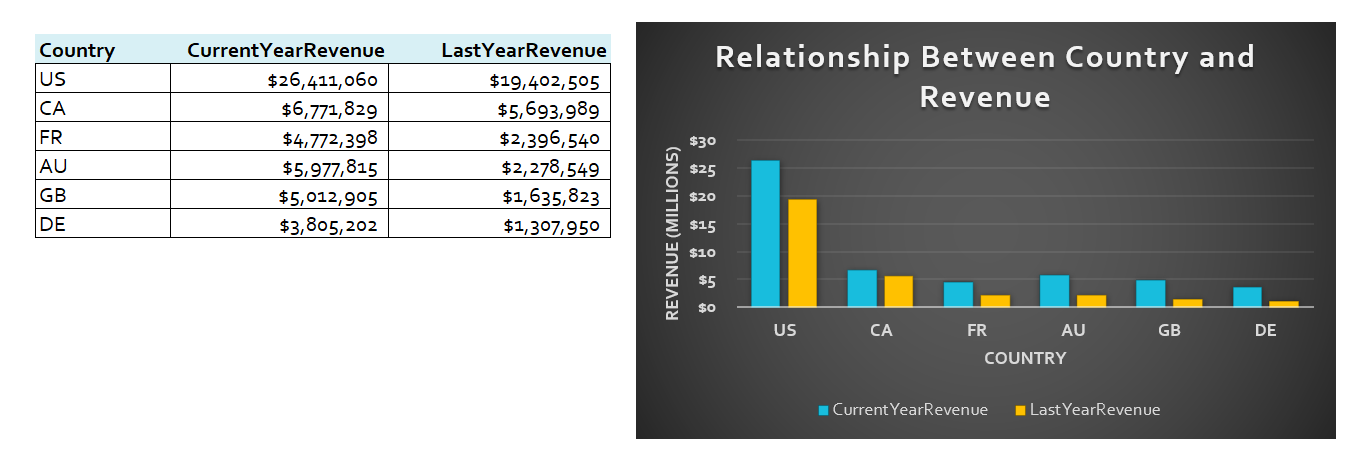 Country CurrentYearRevenue LastYearRevenue
US $26,411,060 $19,402,505
CA $6,771,829 $5,693,989
FR $4,772,398 $2,396,540
AU $5,977,815 $2,278,549
GB $5,012,905 $1,635,823
DE $3,805,202 $1,307,950
Relationship Between Country and
Revenue
REVENUE (MILLIONS)
$30
$25
$20
$15
$10
$5
$0
US CA FR AU GB DE
COUNTRY
CurrentYearRevenue LastYearRevenue